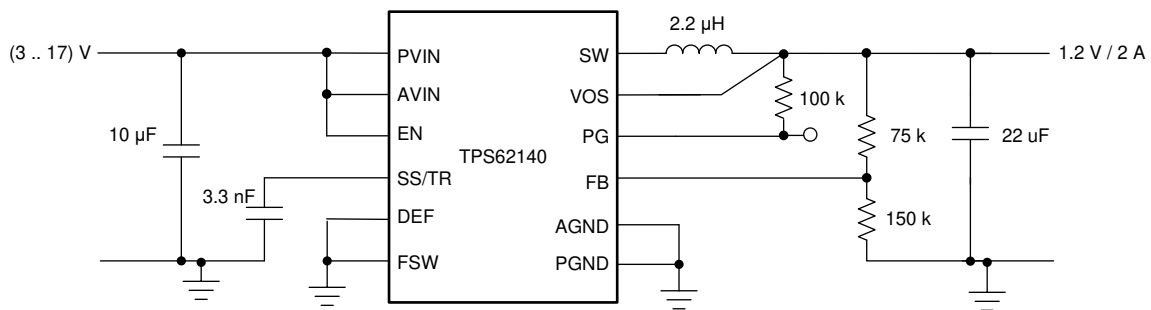 2.2 µH
(3 .. 17) V
PVIN
SW
1.2 V / 2 A
AVIN
VOS
100 k
10 µF
EN
PG
75 k
22 uF
TPS62140
3.3 nF
SS/TR
FB
DEF
AGND
150 k
FSW
PGND